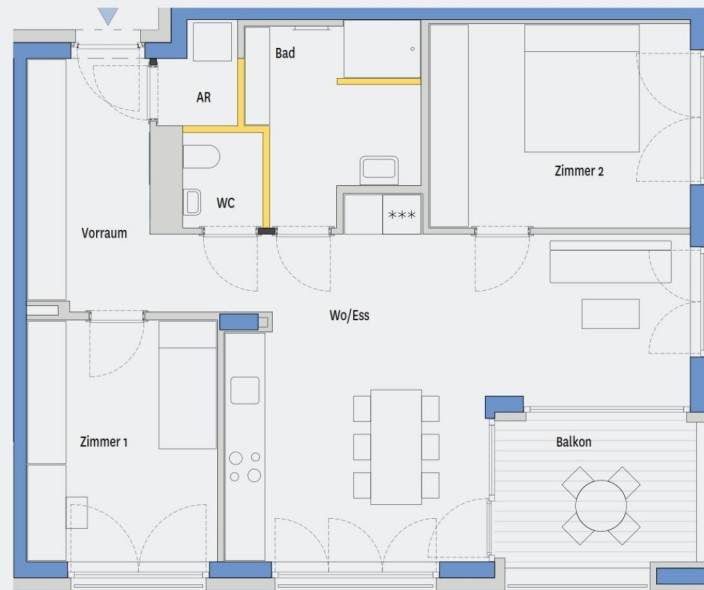 Bad
AR
Zimmer 2
WC
***
Vorraum
Wo/Ess
Zimmer 1
Balkon